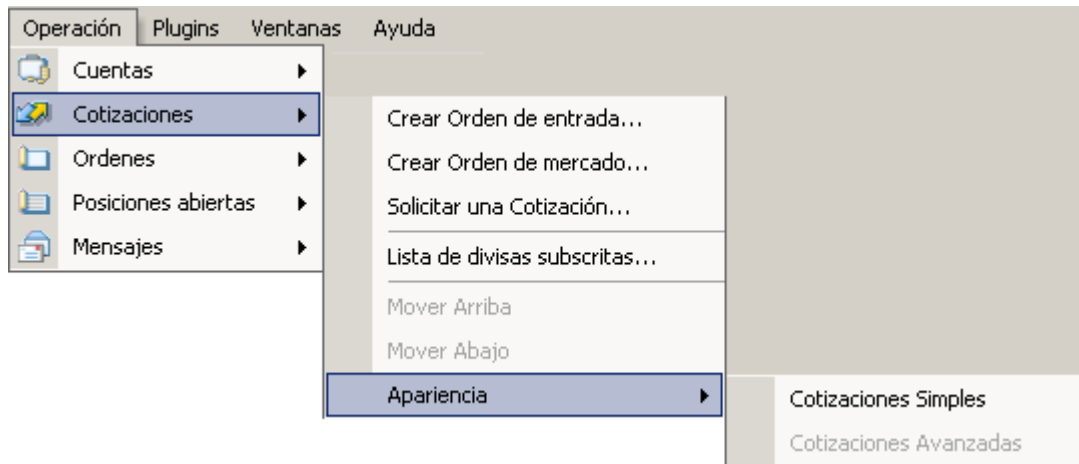 Operación Plugins Ventanas Ayuda
Cuentas
Cotizaciones
Ordenes
Posiciones abiertas
Mensajes
Crear Orden de entrada...
Crear Orden de mercado...
Solicitar una Cotización...
Lista de divisas subscritas...
Mover Arriba
Mover Abajo
Apariencia
Cotizaciones Simples
Cotizaciones Avanzadas